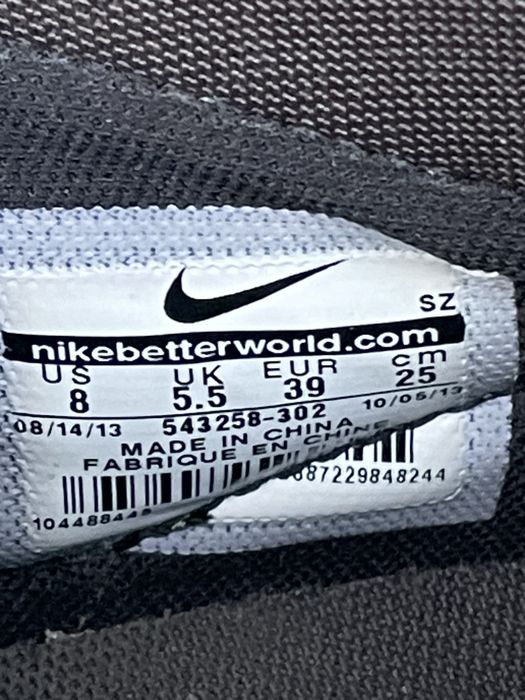 SZ
nikebetterworld.com
US UK EUR cm
8 5.5 39 25
08/14/13 543258-302 10/05/13
MADE IN CHINA
FABRIQUE EN CHINE
87229848244